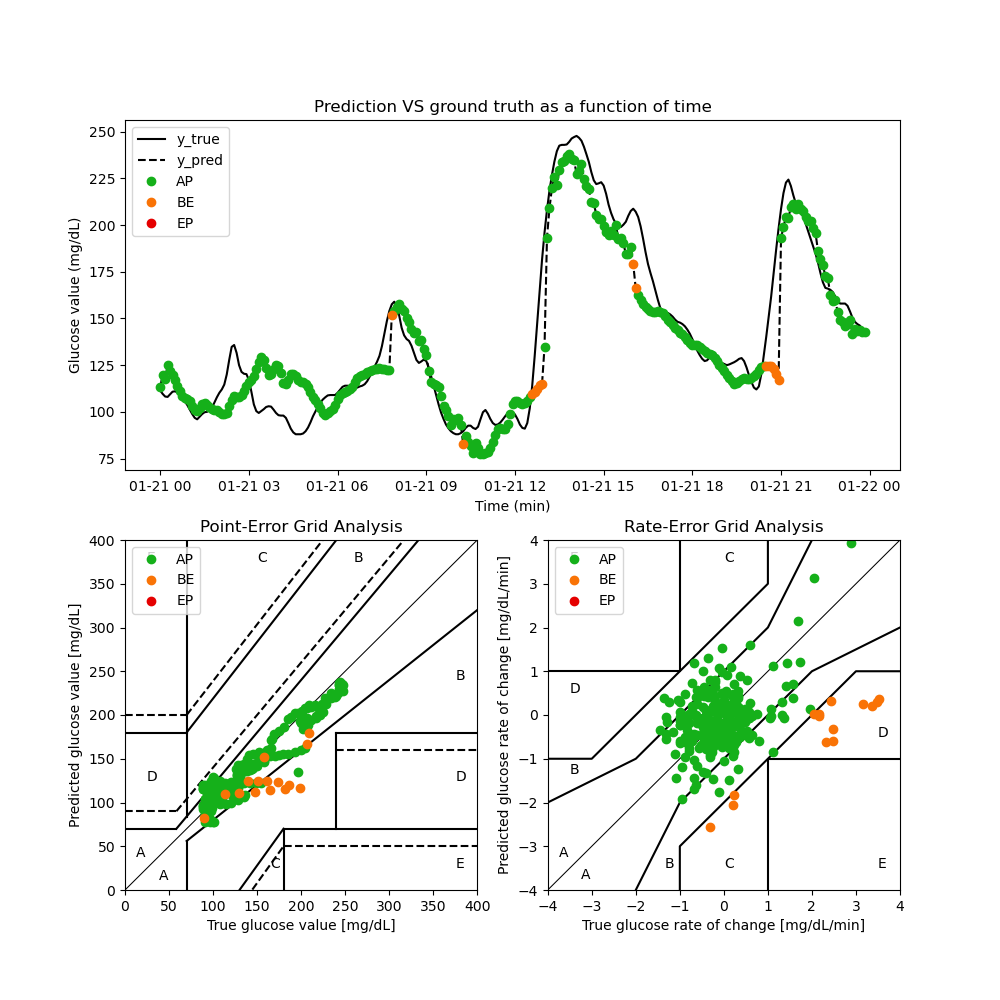 Prediction VS ground truth as a function of time
Glucose value (mg/dL)
250
225
200
175
150
125
100
75
y_true
y_pred
AP
BE
EP
01-21 00 01-21 03 01-21 06 01-21 09 01-21 12 01-21 15 01-21 18 01-21 21 01-22 00
Time (min)
Point-Error Grid Analysis
Predicted glucose value [mg/dL]
400
350
300
250
200
150
100
50
0
AP
BE
EP
C B
B
D D
A
A C E
0 50 100 150 200 250 300 350 400
True glucose value [mg/dL]
Rate-Error Grid Analysis
Predicted glucose rate of change [mg/dL/min]
4
3
2
1
0
−1
−2
−3
−4
AP
BE
EP
C
D
D
B
A
A B C E
−4 −3 −2 −1 0 1 2 3 4
True glucose rate of change [mg/dL/min]